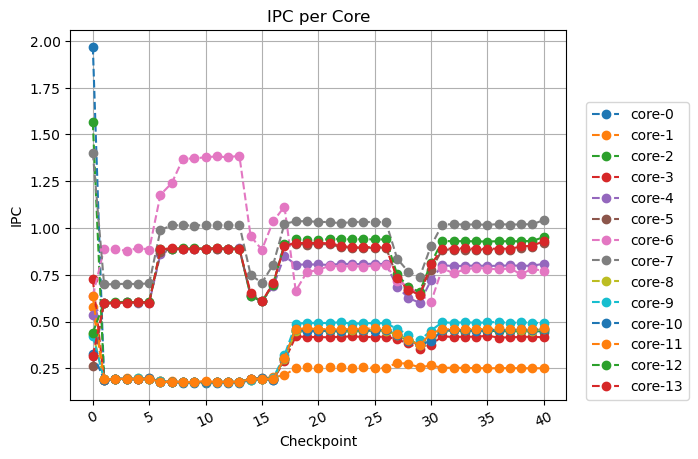 IPC per Core
2.00
1.75
1.50
1.25
1.00
0.75
0.50
0.25
IPC
0 5 10 15 20 25 30 35 40
Checkpoint
core-0
core-1
core-2
core-3
core-4
core-5
core-6
core-7
core-8
core-9
core-10
core-11
core-12
core-13